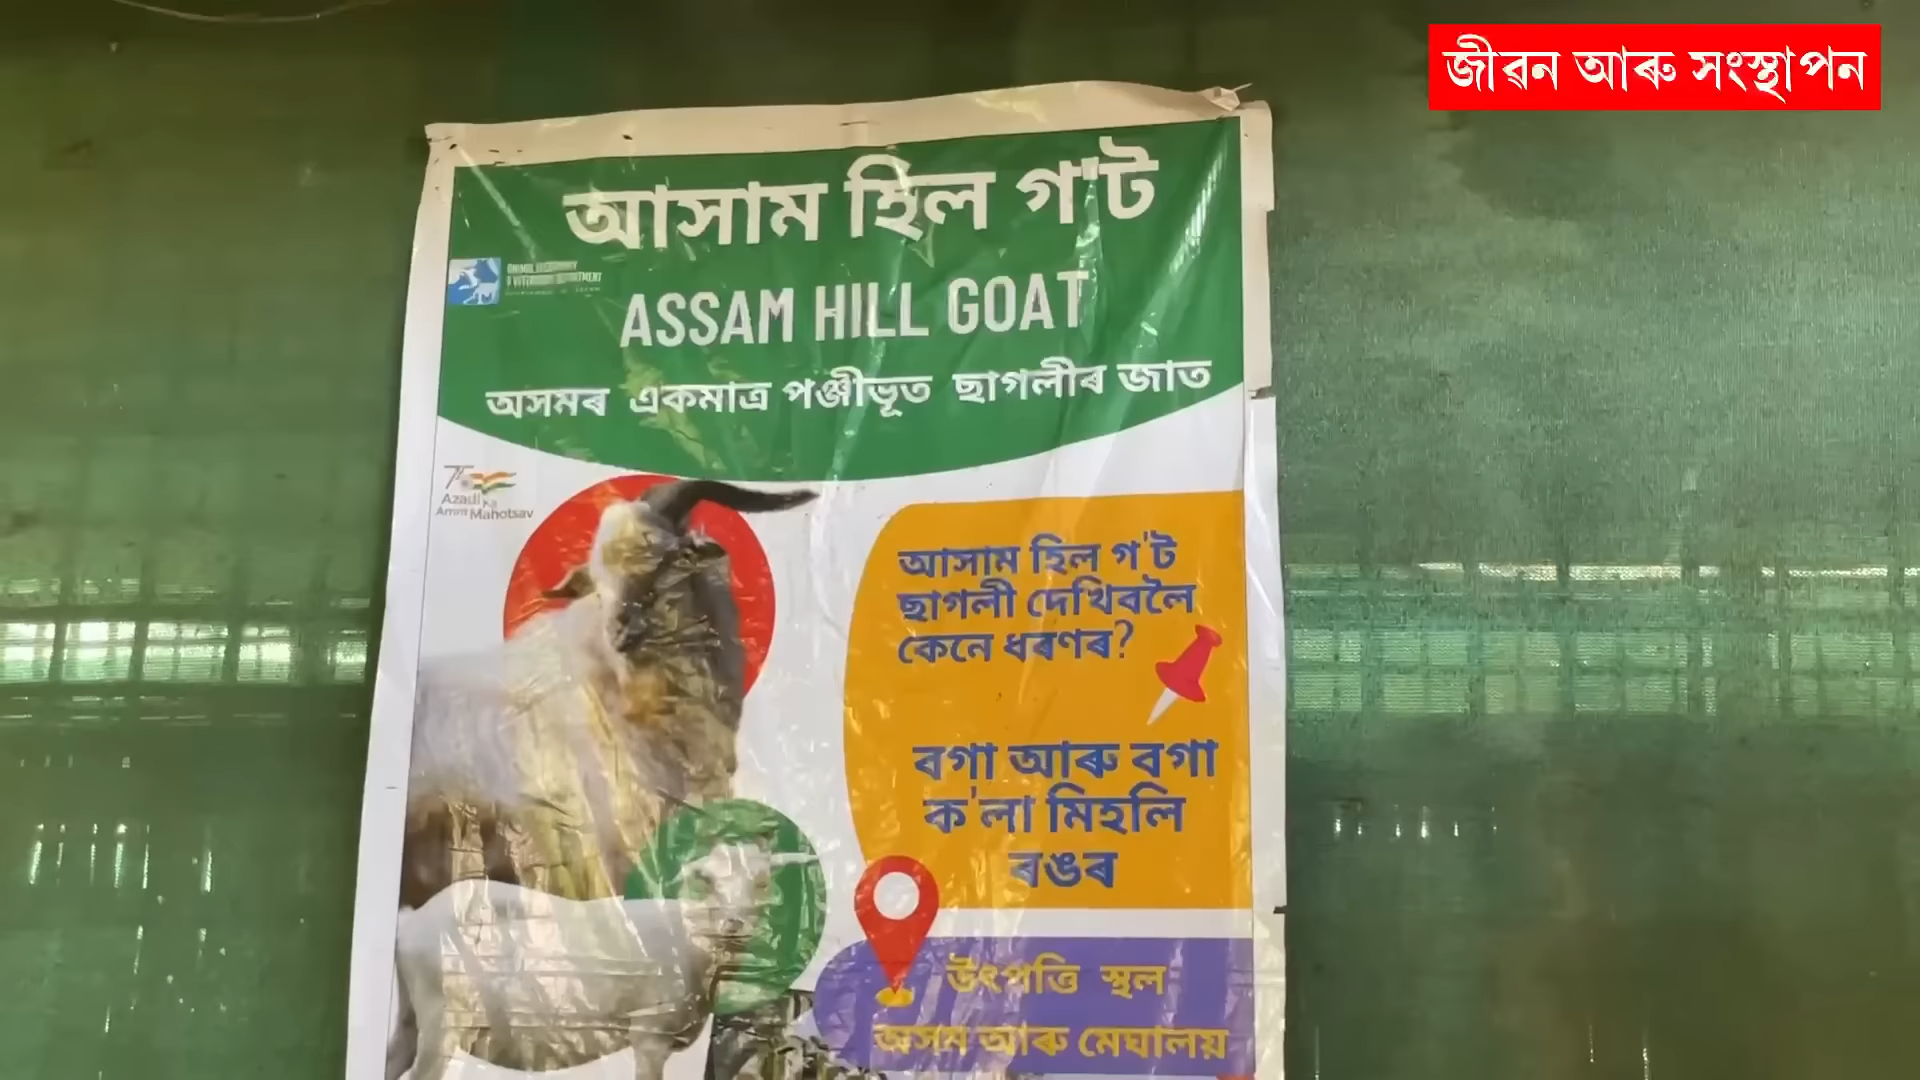 জীৱন আৰু সংস্থাপন
আসাম হিল গ'ট
ASSAM HILL GOAT
অসমৰ একমাত্ৰ পঞ্জীভূত ছাগলীৰ জাত
Azadi Ka
Amrit Mahotsav
আসাম হিল গ'ট
ছাগলী দেখিবলৈ
কেনে ধৰণৰ?
বগা আৰু বগা
ক'লা মিহলি
ৰঙৰ
উৎপত্তি স্থল
অসম আৰু মেঘালয়